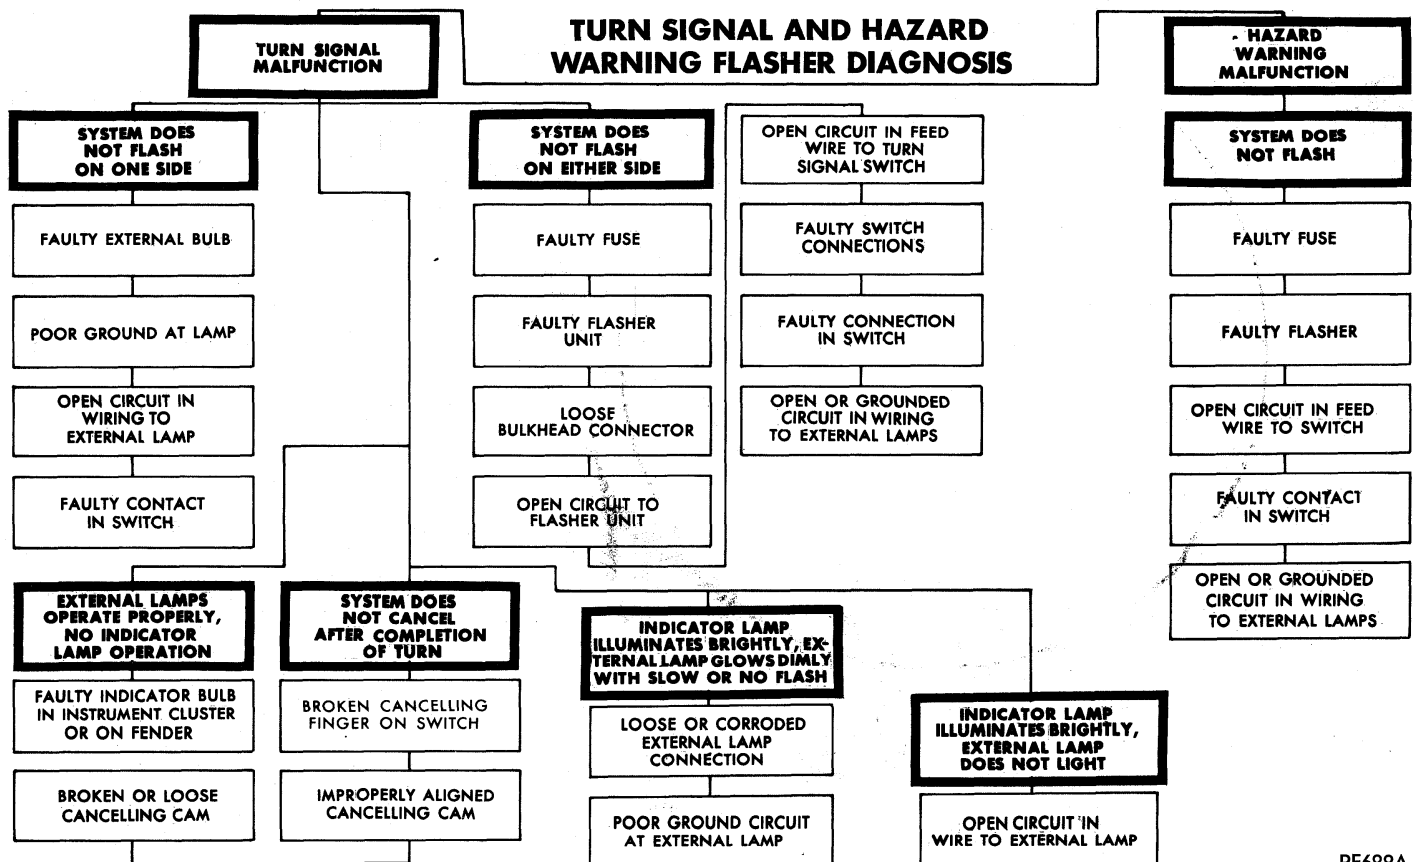 TURN SIGNAL AND HAZARD
WARNING FLASHER DIAGNOSIS
TURN SIGNAL
MALFUNCTION
HAZARD
WARNING
MALFUNCTION
SYSTEM DOES
NOT FLASH
ON ONE SIDE
FAULTY EXTERNAL BULB
POOR GROUND AT LAMP
OPEN CIRCUIT IN
WIRING TO
EXTERNAL LAMP
FAULTY CONTACT
IN SWITCH
SYSTEM DOES
NOT FLASH
ON EITHER SIDE
FAULTY FUSE
FAULTY FLASHER
UNIT
LOOSE
BULKHEAD CONNECTOR
OPEN CIRCUIT TO
FLASHER UNIT
OPEN CIRCUIT IN FEED
WIRE TO TURN
SIGNAL SWITCH
FAULTY SWITCH
CONNECTIONS
FAULTY CONNECTION
IN SWITCH
OPEN OR GROUNDED
CIRCUIT IN WIRING
TO EXTERNAL LAMPS
SYSTEM DOES
NOT FLASH
FAULTY FUSE
FAULTY FLASHER
OPEN CIRCUIT IN FEED
WIRE TO SWITCH
FAULTY CONTACT
IN SWITCH
OPEN OR GROUNDED
CIRCUIT IN WIRING
TO EXTERNAL LAMPS
EXTERNAL LAMPS
OPERATE PROPERLY,
NO INDICATOR
LAMP OPERATION
FAULTY INDICATOR BULB
IN INSTRUMENT CLUSTER
OR ON FENDER
BROKEN OR LOOSE
CANCELLING CAM
SYSTEM DOES
NOT CANCEL
AFTER COMPLETION
OF TURN
BROKEN CANCELLING
FINGER ON SWITCH
IMPROPERLY ALIGNED
CANCELLING CAM
INDICATOR LAMP
ILLUMINATES BRIGHTLY, EX-
TERNAL LAMP GLOWS DIMLY
WITH SLOW OR NO FLASH
LOOSE OR CORRODED
EXTERNAL LAMP
CONNECTION
POOR GROUND CIRCUIT
AT EXTERNAL LAMP
INDICATOR LAMP
ILLUMINATES BRIGHTLY,
EXTERNAL LAMP
DOES NOT LIGHT
OPEN CIRCUIT IN
WIRE TO EXTERNAL LAMP